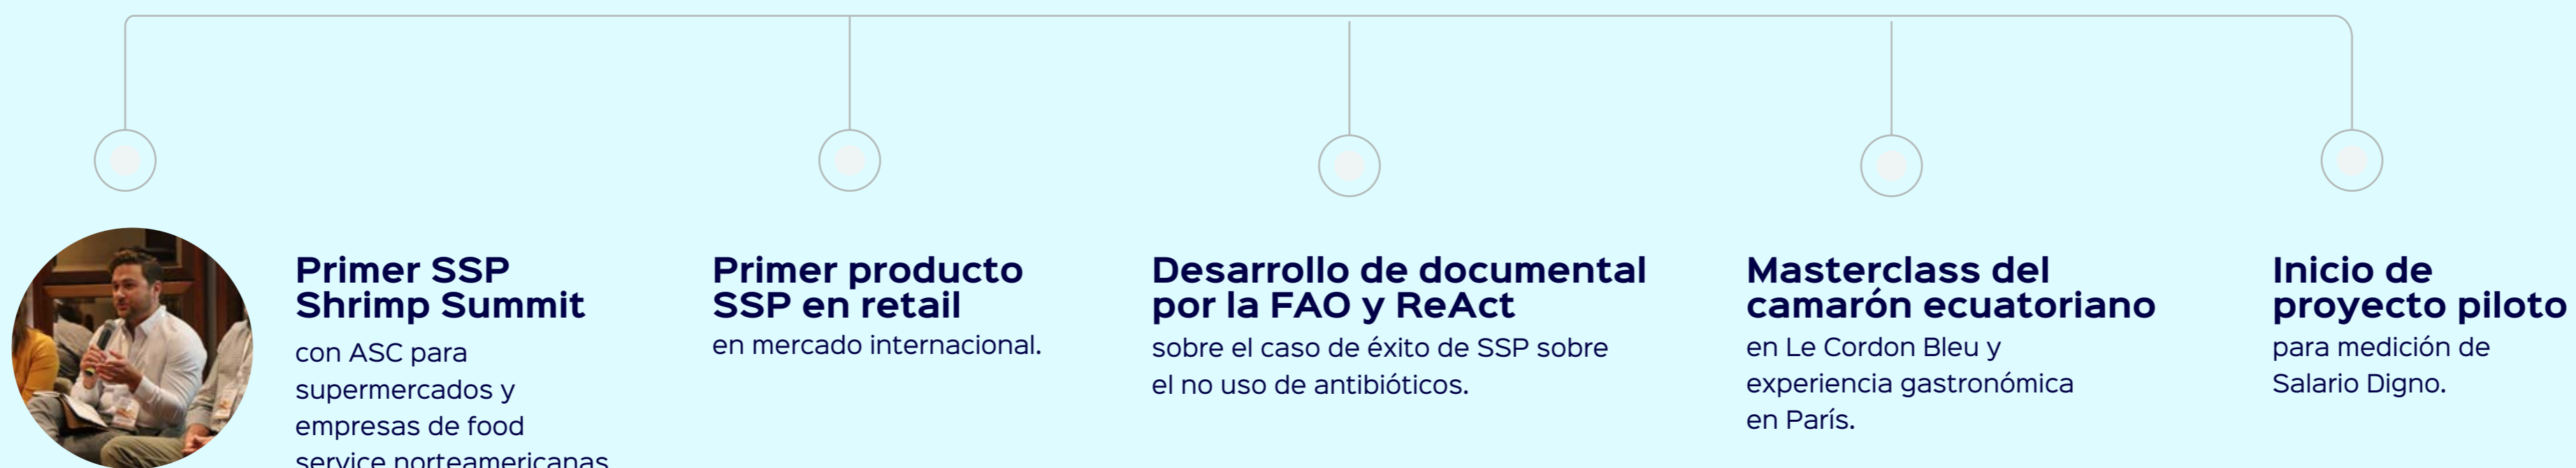 Primer SSP
Shrimp Summit
con ASC para
supermercados y
empresas de food
service norteamericanas
Primer producto
SSP en retail
en mercado internacional.
Desarrollo de documental
por la FAO y ReAct
sobre el caso de éxito de SSP sobre
el no uso de antibióticos.
Masterclass del
camarón ecuatoriano
en Le Cordon Bleu y
experiencia gastronómica
en París.
Inicio de
proyecto piloto
para medición de
Salario Digno.